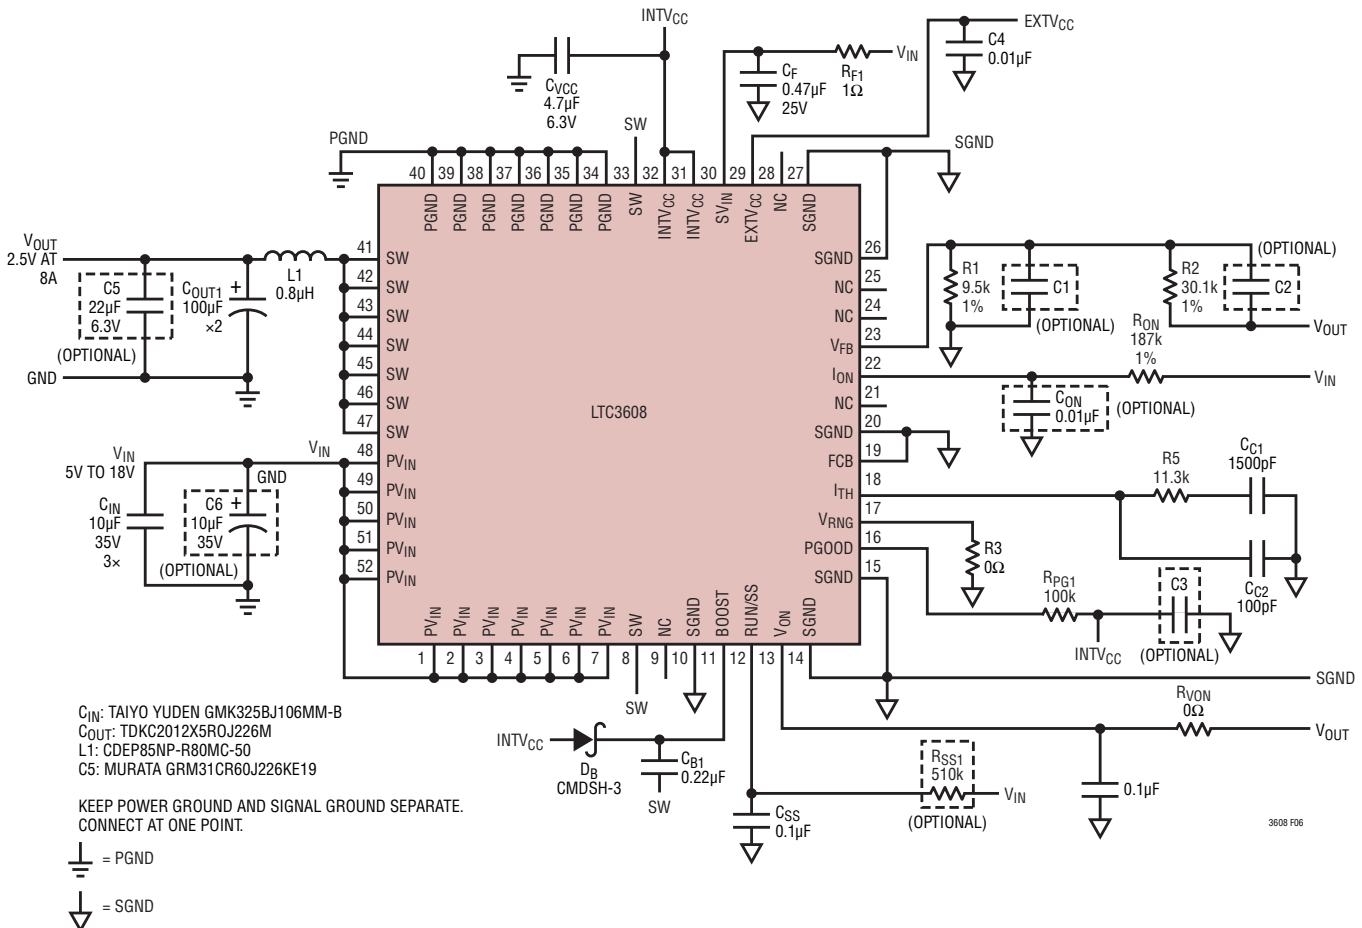 INTVCC
EXTVCC
C4
0.01µF
VIN
CVCC
4.7µF
6.3V
CF
0.47µF
25V
RF1
1Ω
SW
PGND
SGND
40 39 38 37 36 35 34 33 32 31 30 29 28 27
PGND PGND PGND PGND PGND PGND PGND SW INTVCC INTVCC SVIN EXTVCC NC SGND
VOUT
2.5V AT
8A
C5
22µF
6.3V
(OPTIONAL)
COUT1
100µF
×2
+
L1
0.8µH
GND
41 SW
42 SW
43 SW
44 SW
45 SW
46 SW
47 SW
48 PVIN
49 PVIN
50 PVIN
51 PVIN
52 PVIN
VIN
5V TO 18V
VIN
GND
CIN
10µF
35V
3×
C6
10µF
35V
+
(OPTIONAL)
LTC3608
SGND 26
NC 25
NC 24
VFB 23
ION 22
NC 21
SGND 20
FCB 19
ITH 18
VRNG 17
PGOOD 16
SGND 15
R1
9.5k
1%
C1
(OPTIONAL)
R2
30.1k
1%
(OPTIONAL)
C2
VOUT
RON
187k
1%
VIN
CON
0.01µF
(OPTIONAL)
R5
11.3k
CC1
1500pF
CC2
100pF
R3
0Ω
RPG1
100k
C3
(OPTIONAL)
INTVCC
PVIN PVIN PVIN PVIN PVIN PVIN PVIN SW NC SGND BOOST RUN/SS VON SGND
1 2 3 4 5 6 7 8 9 10 11 12 13 14
SW
SGND
RVON
0Ω
VOUT
0.1µF
INTVCC
DB
CMDSH-3
CB1
0.22µF
SW
CSS
0.1µF
RSS1
510k
(OPTIONAL)
VIN
3608 F06
CIN: TAIYO YUDEN GMK325BJ106MM-B
COUT: TDKC2012X5ROJ226M
L1: CDEP85NP-R80MC-50
C5: MURATA GRM31CR60J226KE19
KEEP POWER GROUND AND SIGNAL GROUND SEPARATE.
CONNECT AT ONE POINT.
= PGND
= SGND